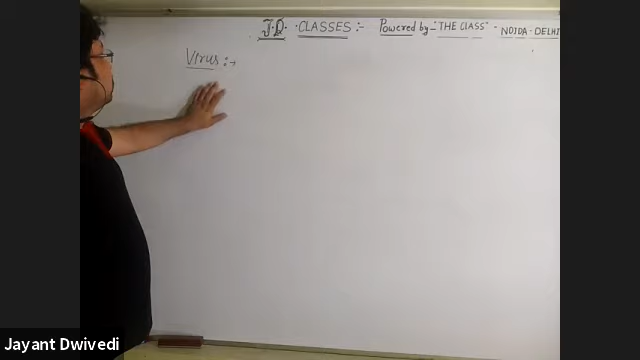 J.D. CLASSES:- Powered by - "THE CLASS" - NOIDA - DELHI
Virus :→
Jayant Dwivedi